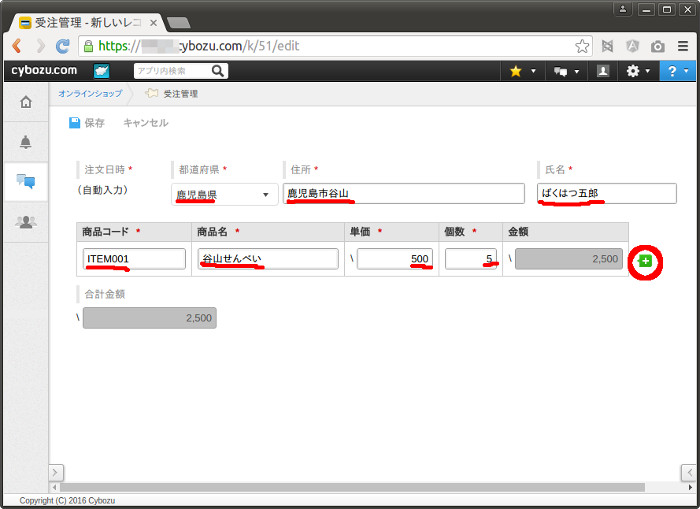 受注管理 - 新しいレコ
https://
cybozu.com/k/51/edit
cybozu.com
アプリ内検索
?
オンラインショップ
受注管理
保存 キャンセル
注文日時 * 都道府県 * 住所 * 氏名 *
(自動入力) 鹿児島県 鹿児島市谷山 ばくはつ五郎
商品コード * 商品名 * 単価 * 個数 * 金額
ITEM001 谷山せんべい \ 500 5 \ 2,500
合計金額
\ 2,500
Copyright (C) 2016 Cybozu